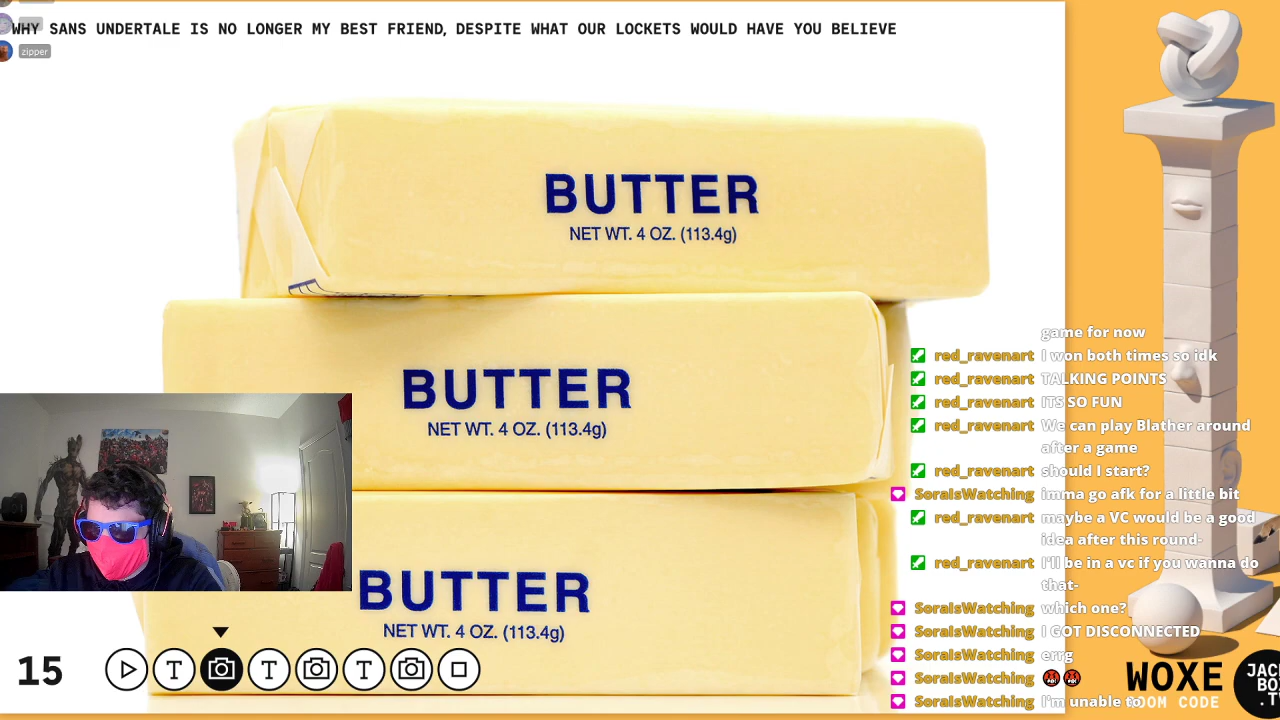 WHY SANS UNDERTALE IS NO LONGER MY BEST FRIEND, DESPITE WHAT OUR LOCKETS WOULD HAVE YOU BELIEVE
zipper
BUTTER
NET WT. 4 OZ. (113.4g)
BUTTER
NET WT. 4 OZ. (113.4g)
BUTTER
NET WT. 4 OZ. (113.4g)
game for now
red_ravenart I won both times so idk
red_ravenart TALKING POINTS
red_ravenart ITS SO FUN
red_ravenart We can play Blather around
after a game
red_ravenart should I start?
SoraIsWatching imma go afk for a little bit
red_ravenart maybe a VC would be a good
idea after this round-
red_ravenart I'll be in a vc if you wanna do
that-
SoraIsWatching which one?
SoraIsWatching I GOT DISCONNECTED
SoraIsWatching errg
SoraIsWatching
SoraIsWatching I'm unable to
15
T
T
T
WOXE
ROOM CODE
JACK
BOX
.TV